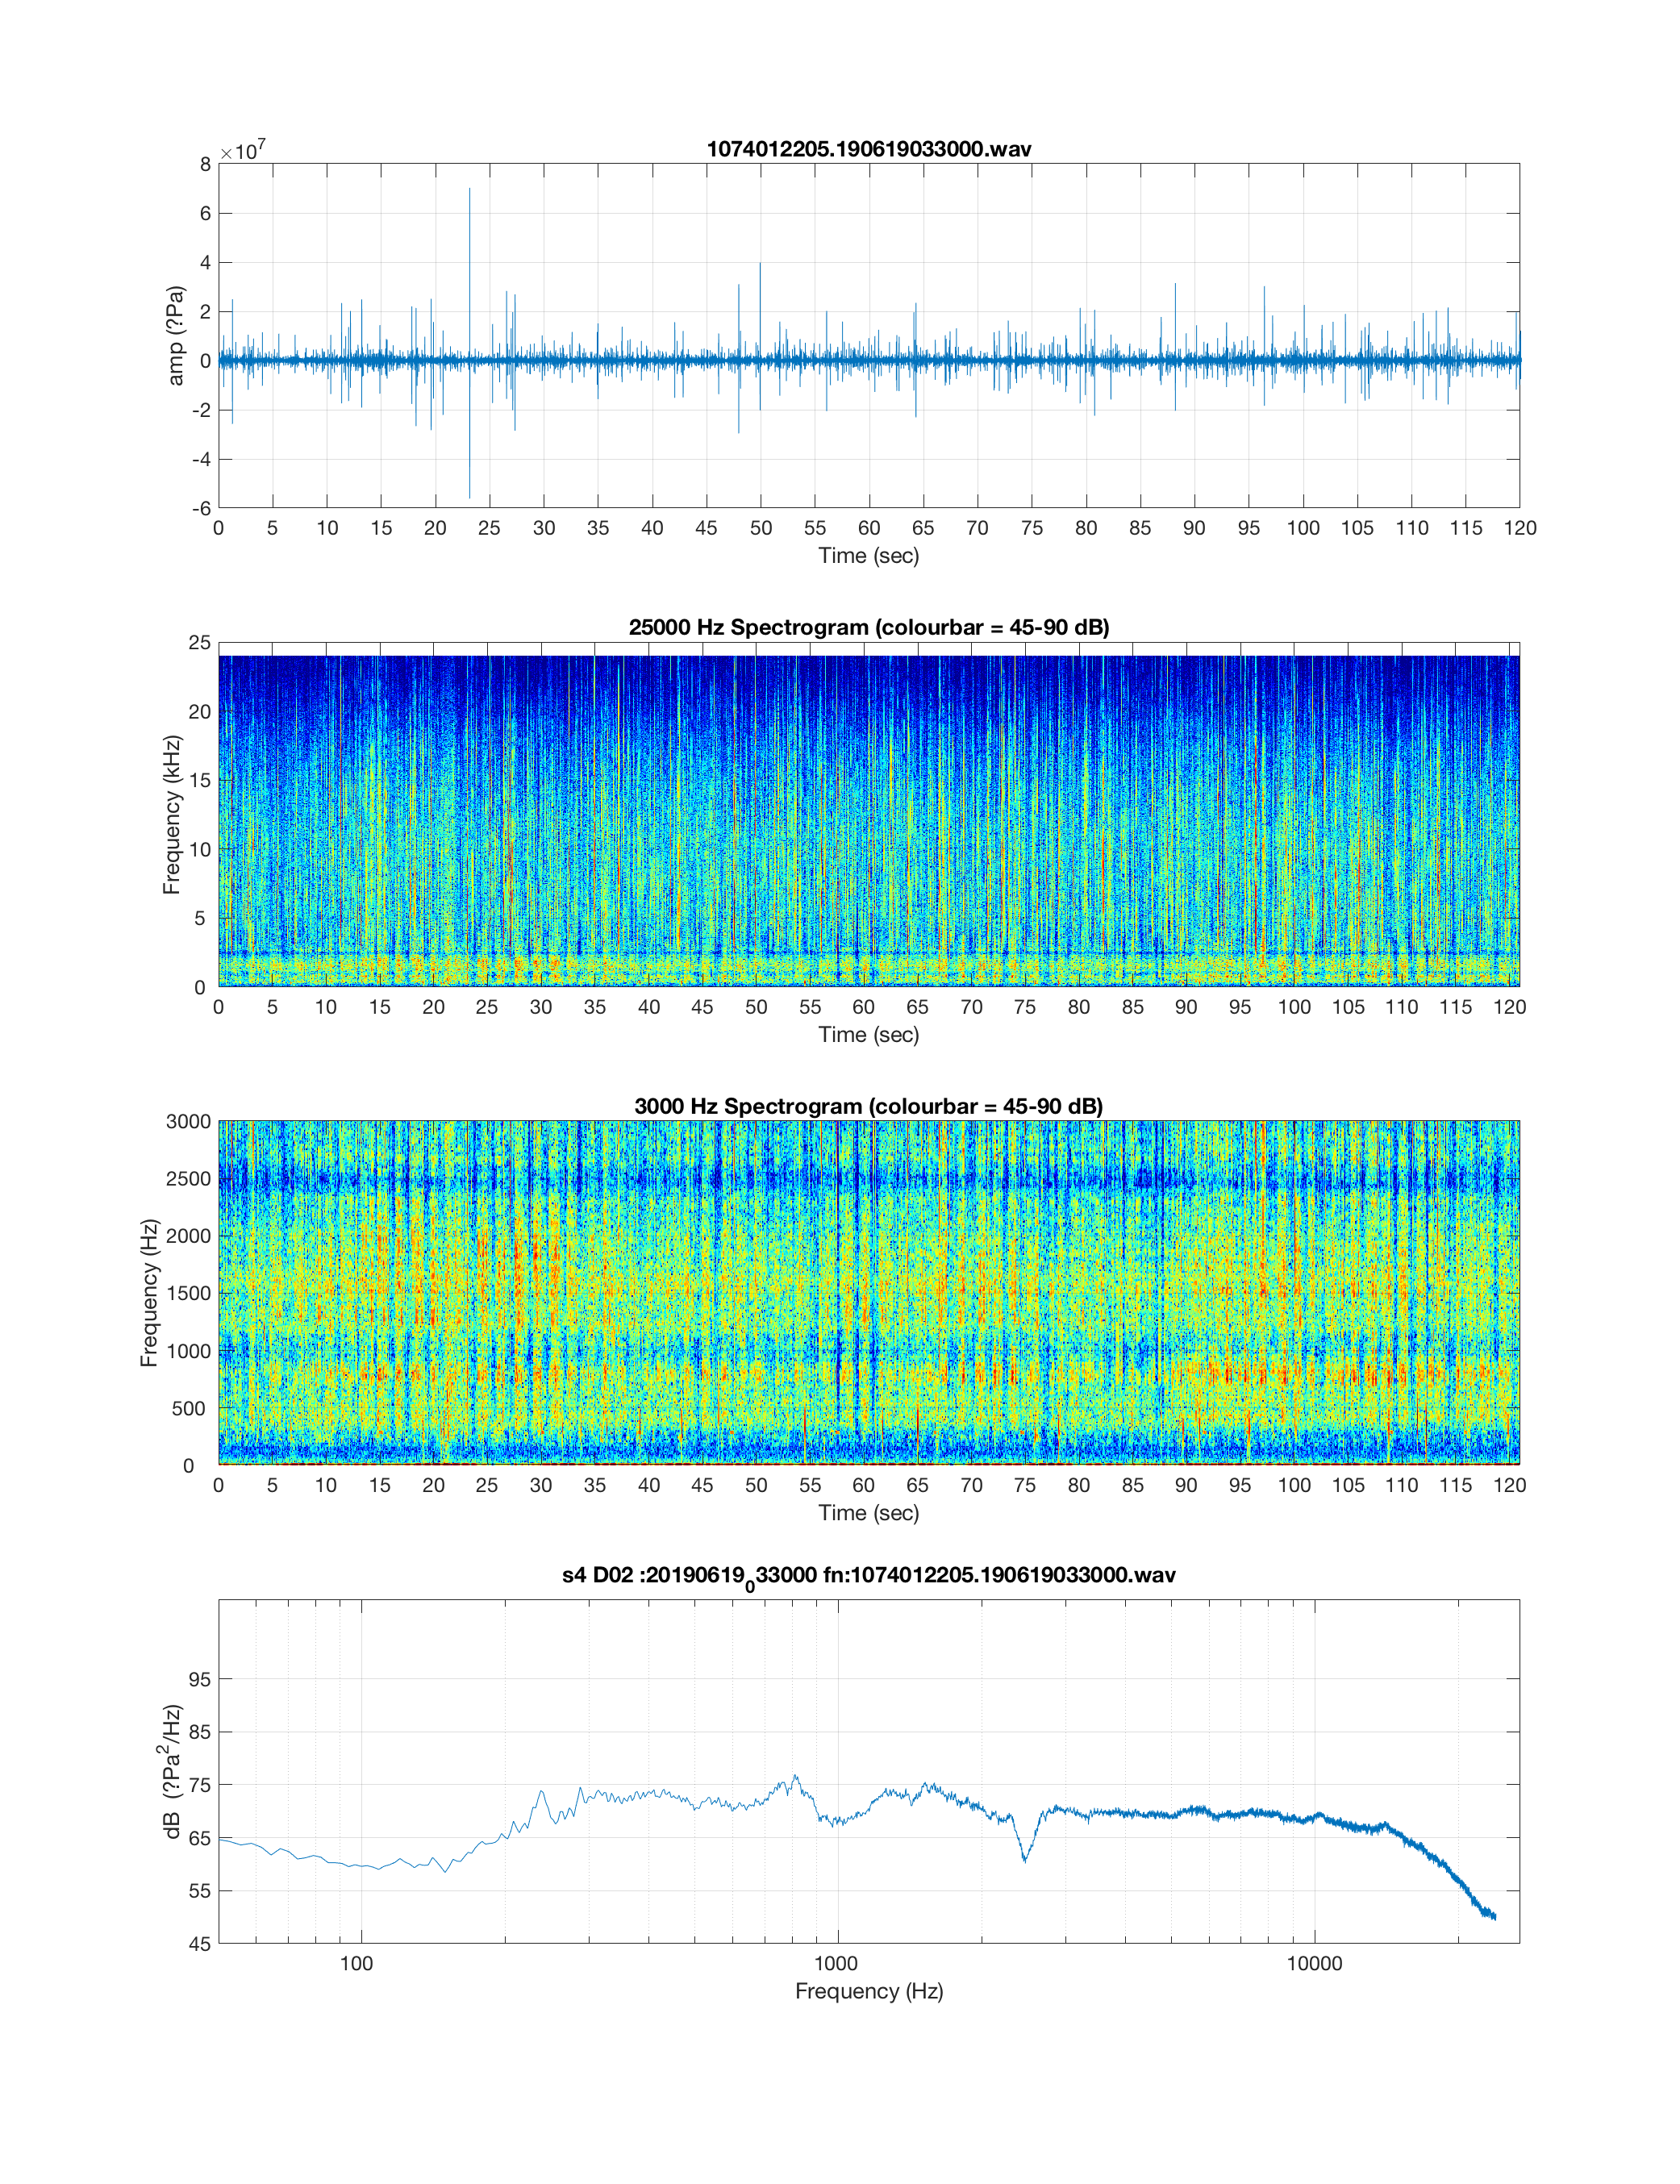 1074012205.190619033000.wav
×10^7
8
6
4
2
0
-2
-4
-6
amp (?Pa)
0 5 10 15 20 25 30 35 40 45 50 55 60 65 70 75 80 85 90 95 100 105 110 115 120
Time (sec)
25000 Hz Spectrogram (colourbar = 45-90 dB)
25
20
15
10
5
0
Frequency (kHz)
0 5 10 15 20 25 30 35 40 45 50 55 60 65 70 75 80 85 90 95 100 105 110 115 120
Time (sec)
3000 Hz Spectrogram (colourbar = 45-90 dB)
3000
2500
2000
1500
1000
500
0
Frequency (Hz)
0 5 10 15 20 25 30 35 40 45 50 55 60 65 70 75 80 85 90 95 100 105 110 115 120
Time (sec)
s4 D02 :20190619_033000 fn:1074012205.190619033000.wav
95
85
75
65
55
45
dB (?Pa^2/Hz)
100 1000 10000
Frequency (Hz)